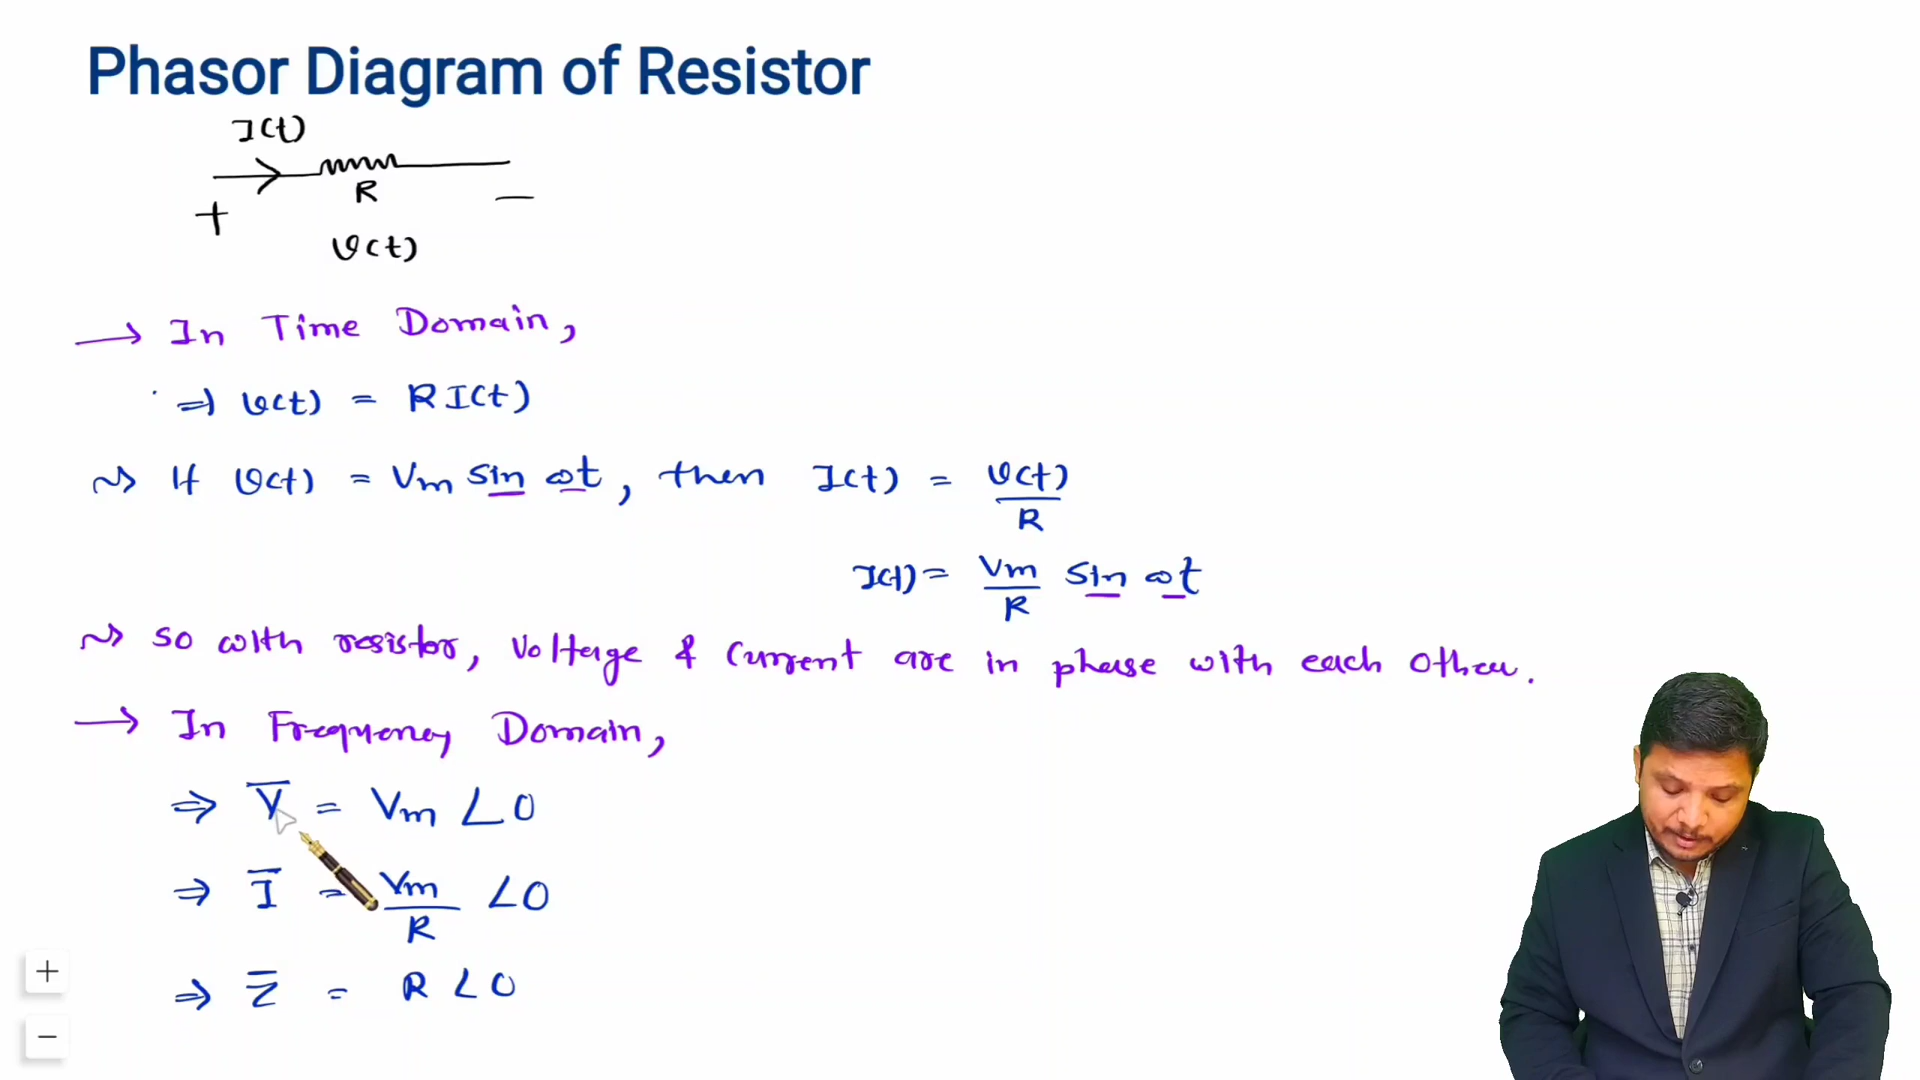 Phasor Diagram of Resistor
I(t)
R
+ −
v(t)
→ In Time Domain,
⇒ v(t) = R I(t)
⇝ If v(t) = Vm sin ωt, then I(t) = v(t)/R
I(t) = Vm/R sin ωt
⇝ so with resistor, Voltage & Current are in phase with each other.
→ In Frequency Domain,
⇒ V̅ = Vm ∠0
⇒ I̅ = Vm/R ∠0
⇒ Z̅ = R ∠0
+
−